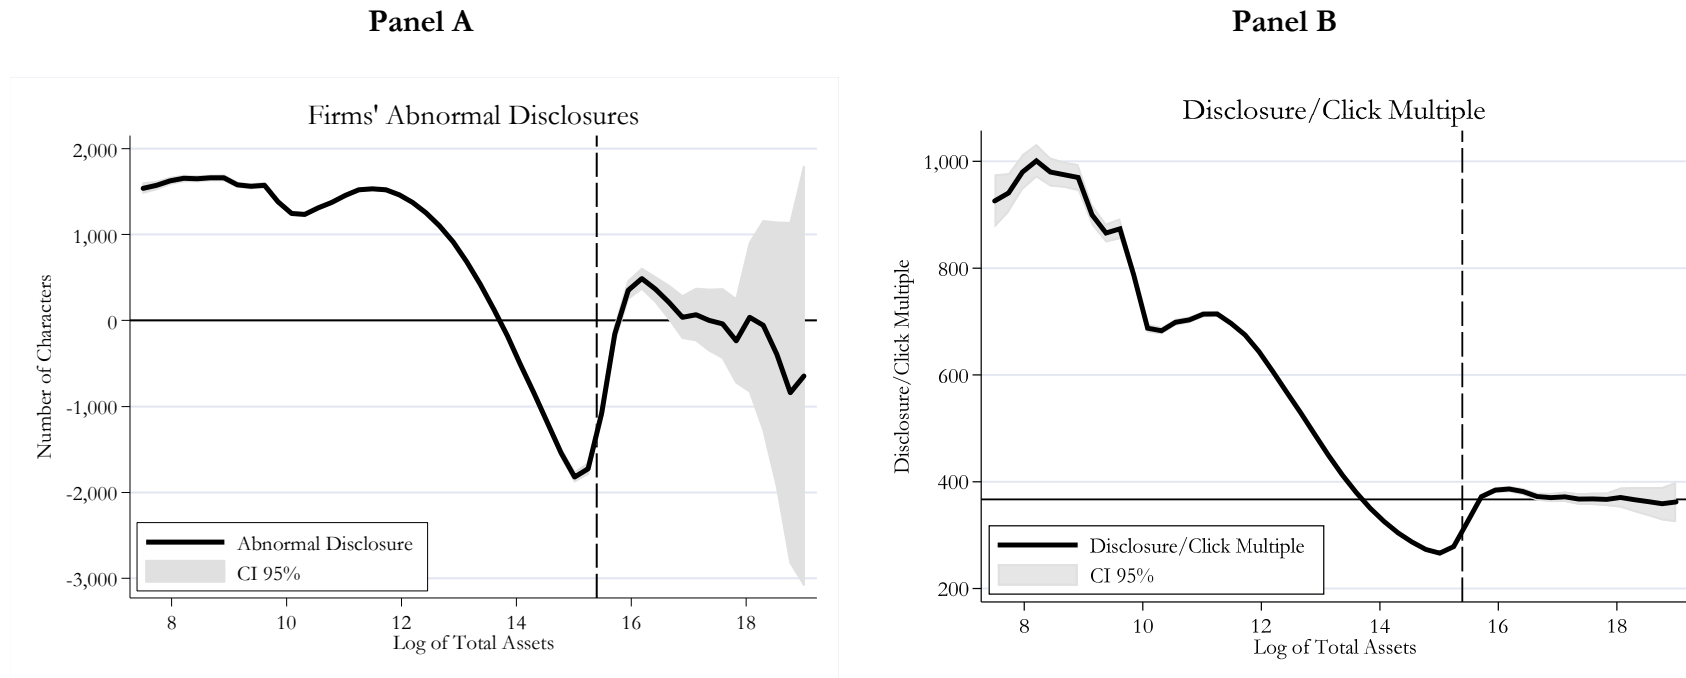 Panel A
Firms' Abnormal Disclosures
Number of Characters
2,000
1,000
0
-1,000
-2,000
-3,000
Abnormal Disclosure
CI 95%
8 10 12 14 16 18
Log of Total Assets
Panel B
Disclosure/Click Multiple
Disclosure/Click Multiple
1,000
800
600
400
200
Disclosure/Click Multiple
CI 95%
8 10 12 14 16 18
Log of Total Assets